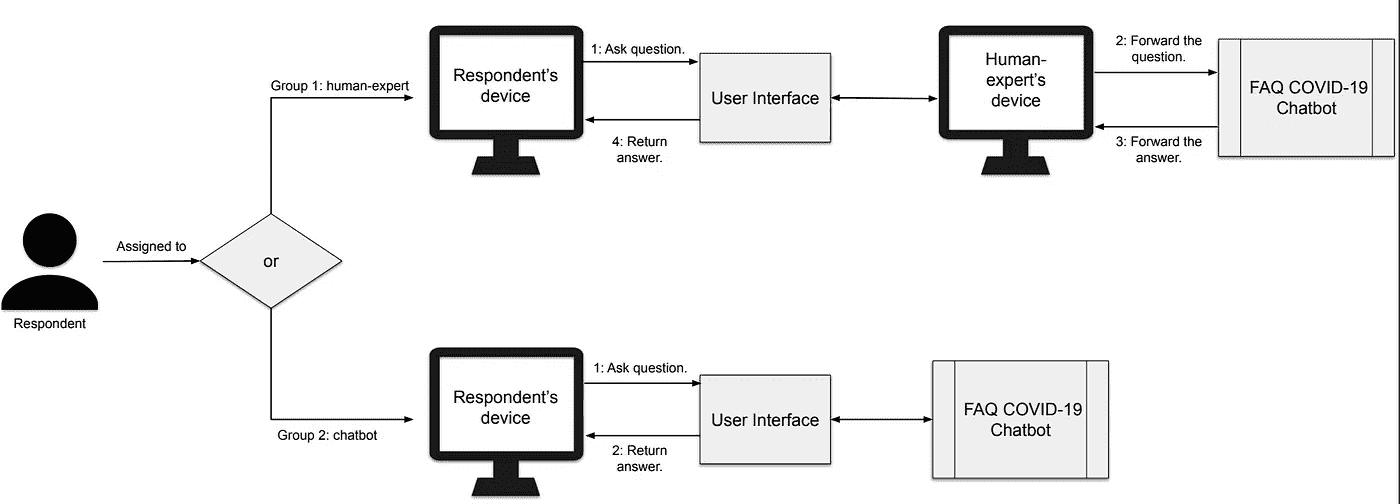 Group 1: human-expert
Respondent's
device
1: Ask question.
4: Return
answer.
User Interface
Human-
expert's
device
2: Forward the
question.
3: Forward the
answer.
FAQ COVID-19
Chatbot
Respondent
Assigned to
or
Group 2: chatbot
Respondent's
device
1: Ask question.
2: Return
answer.
User Interface
FAQ COVID-19
Chatbot